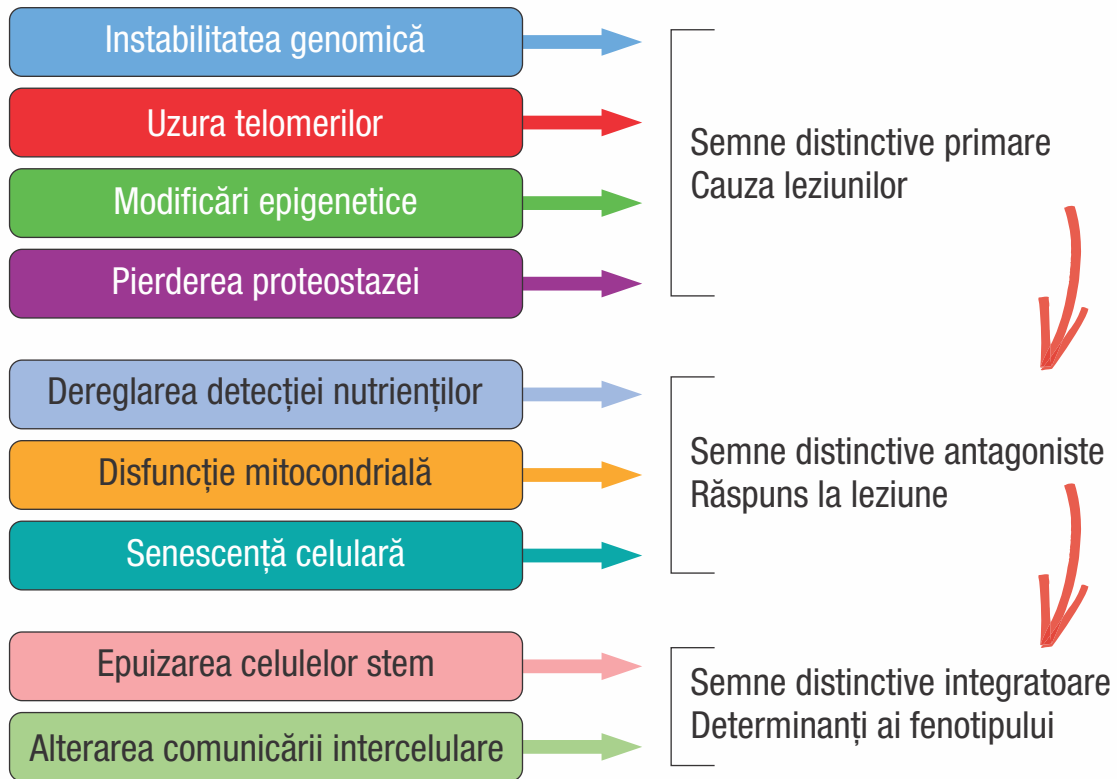 Instabilitatea genomică
Uzura telomerilor
Modificări epigenetice
Pierderea proteostazei
Semne distinctive primare
Cauza leziunilor
Dereglarea detecției nutrienților
Disfuncție mitocondrială
Senescență celulară
Semne distinctive antagoniste
Răspuns la leziune
Epuizarea celulelor stem
Alterarea comunicării intercelulare
Semne distinctive integratoare
Determinanți ai fenotipului